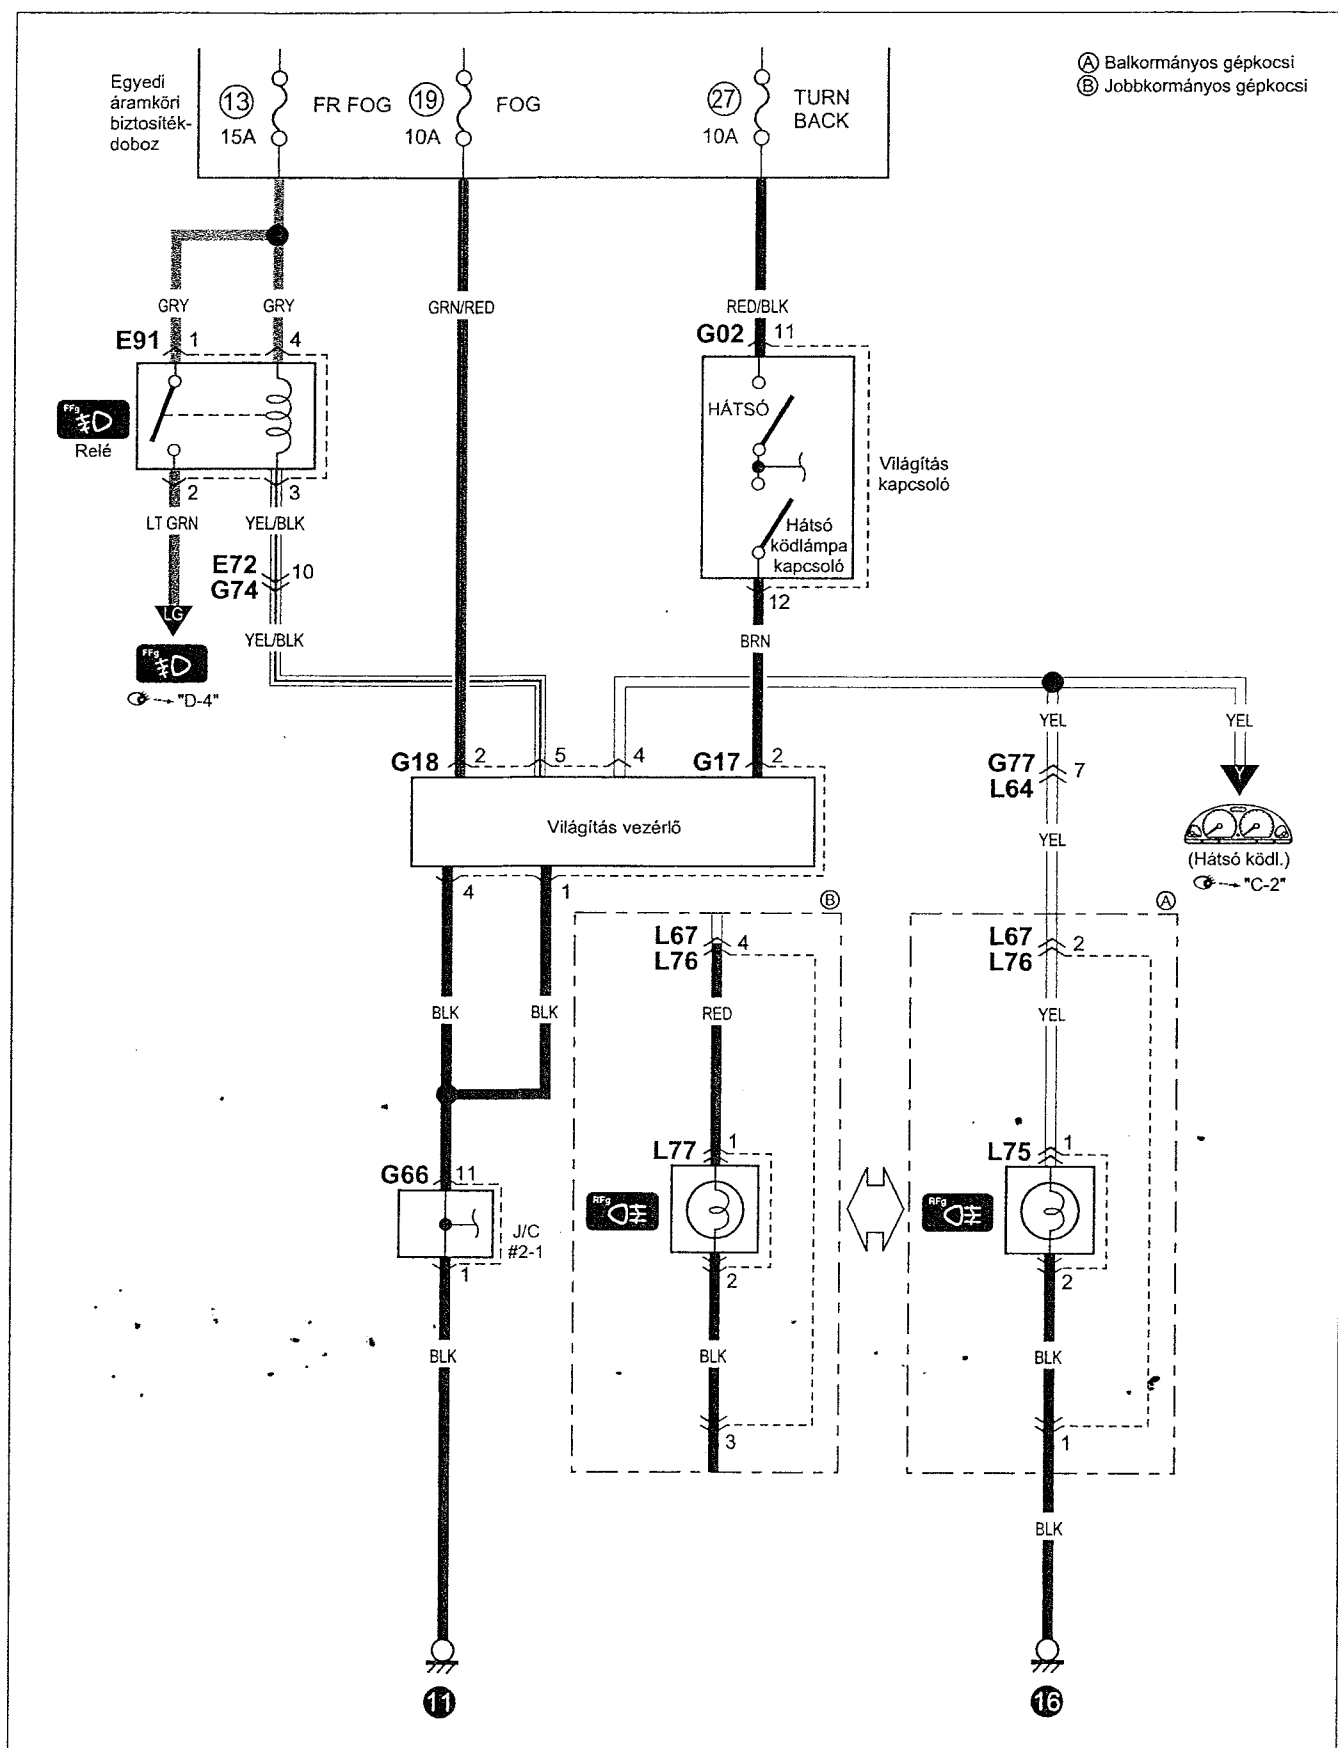 Egyedi
áramköri
biztosíték-
doboz
13
15A
FR FOG
19
10A
FOG
27
10A
TURN
BACK
A Balkormányos gépkocsi
B Jobbkormányos gépkocsi
GRY
GRY
GRN/RED
RED/BLK
E91 1 4
G02 11
FFg
Relé
HÁTSÓ
Hátsó
ködlámpa
kapcsoló
Világítás
kapcsoló
2 3
LT GRN
YEL/BLK
E72
G74
10
LG
YEL/BLK
FFg
"D-4"
12
BRN
YEL
YEL
G18 2 5 4
G17 2
G77
L64
7
Y
Világítás vezérlő
YEL
(Hátsó ködl.)
"C-2"
4 1
B
A
L67
L76
4
L67
L76
2
BLK
BLK
RED
YEL
L77 1
L75 1
G66 11
RFg
RFg
J/C
#2-1
1
2
2
BLK
BLK
BLK
3
1
BLK
11
16